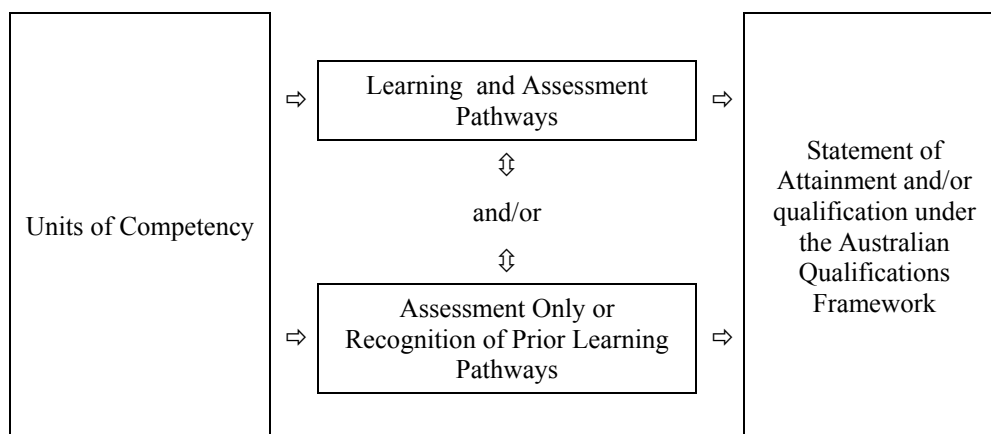 Units of Competency
Learning and Assessment
Pathways
and/or
Assessment Only or
Recognition of Prior Learning
Pathways
Statement of
Attainment and/or
qualification under
the Australian
Qualifications
Framework